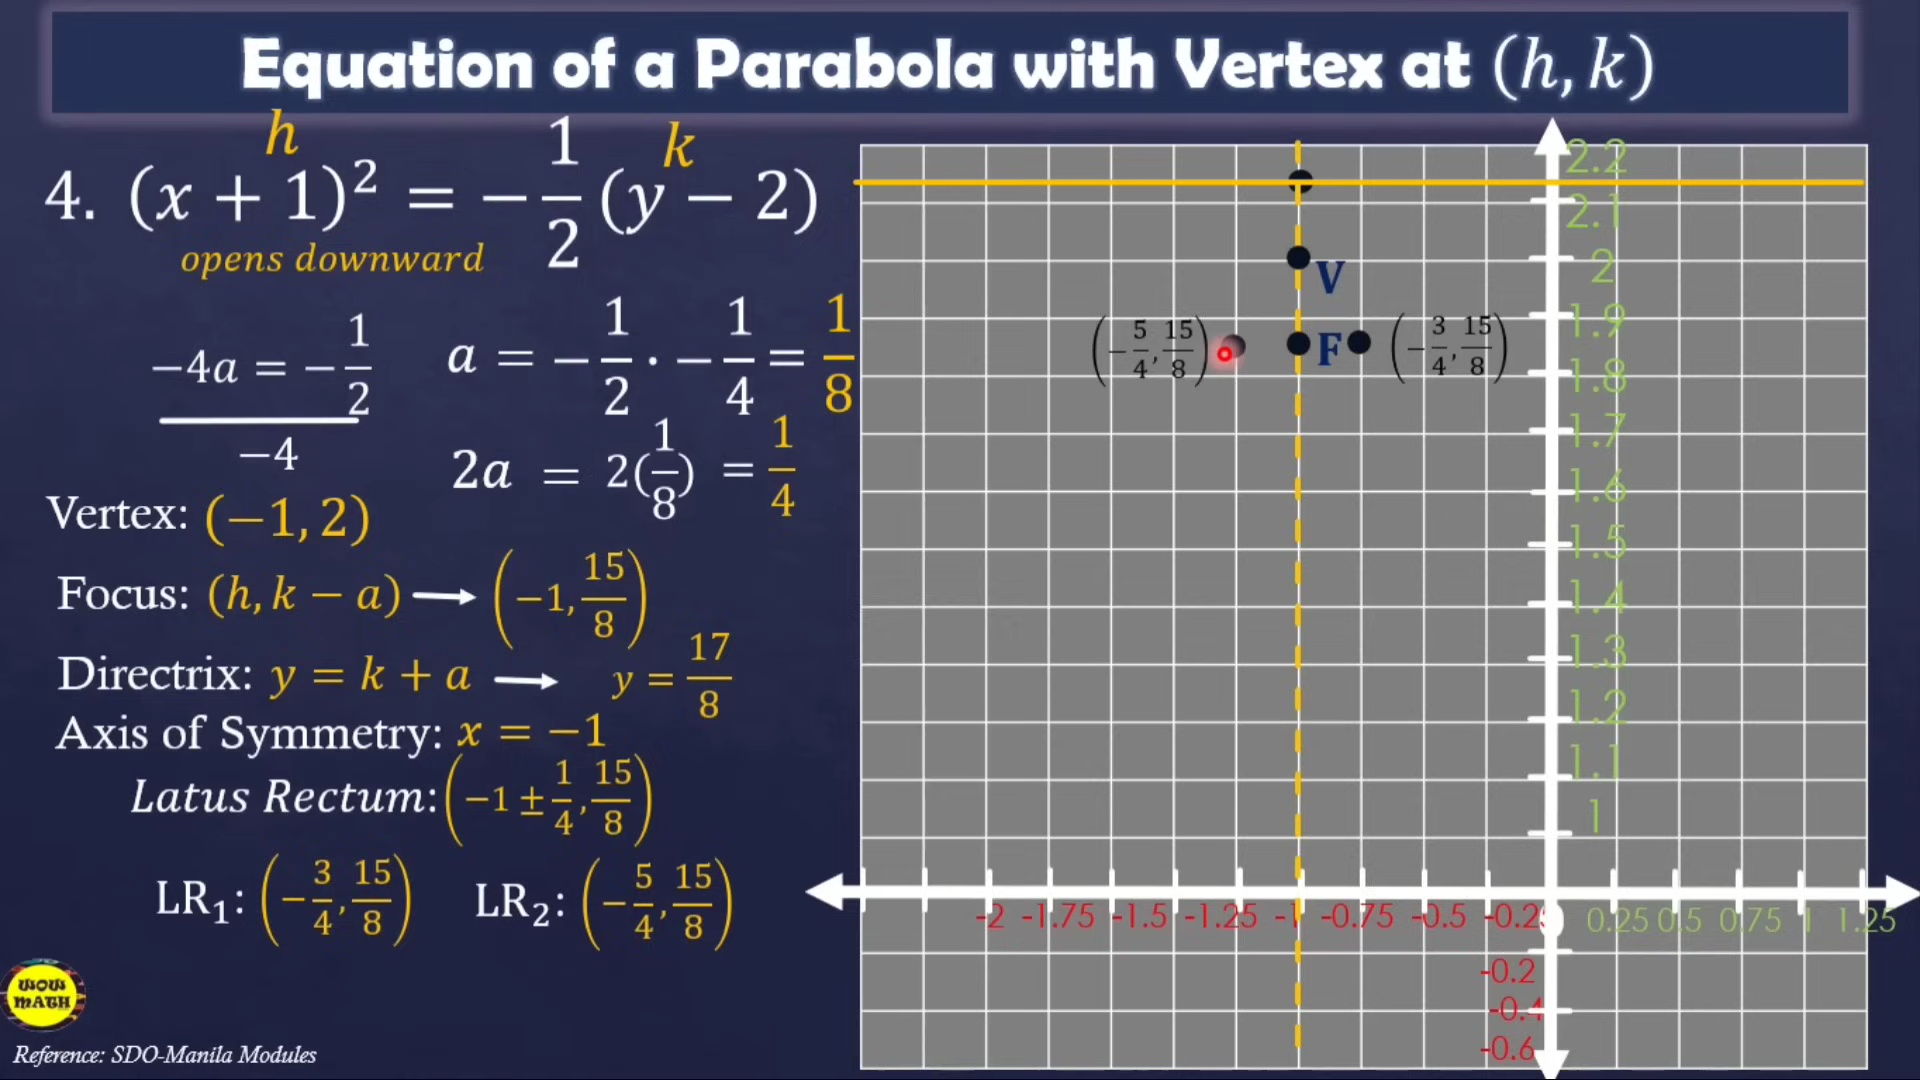 Equation of a Parabola with Vertex at (h, k)
h
k
4. (x + 1)² = −1/2 (y − 2)
opens downward
−4a = −1/2
−4
a = −1/2 · −1/4 = 1/8
2a = 2(1/8) = 1/4
Vertex: (−1, 2)
Focus: (h, k − a) → (−1, 15/8)
Directrix: y = k + a → y = 17/8
Axis of Symmetry: x = −1
Latus Rectum: (−1 ± 1/4, 15/8)
LR₁: (−3/4, 15/8) LR₂: (−5/4, 15/8)
WOW
MATH
Reference: SDO-Manila Modules
V
(−5/4, 15/8) F (−3/4, 15/8)
2.2
2.1
2
1.9
1.8
1.7
1.6
1.5
1.4
1.3
1.2
1.1
1
-2 -1.75 -1.5 -1.25 -1 -0.75 -0.5 -0.25 0 0.25 0.5 0.75 1 1.25
-0.2
-0.4
-0.6